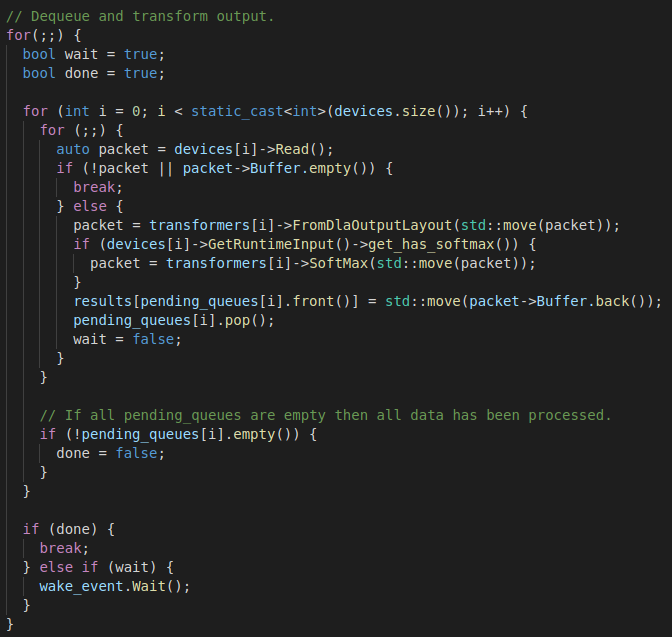 // Dequeue and transform output.
for(;;) {
  bool wait = true;
  bool done = true;

  for (int i = 0; i < static_cast<int>(devices.size()); i++) {
    for (;;) {
      auto packet = devices[i]->Read();
      if (!packet || packet->Buffer.empty()) {
        break;
      } else {
        packet = transformers[i]->FromDlaOutputLayout(std::move(packet));
        if (devices[i]->GetRuntimeInput()->get_has_softmax()) {
          packet = transformers[i]->SoftMax(std::move(packet));
        }
        results[pending_queues[i].front()] = std::move(packet->Buffer.back());
        pending_queues[i].pop();
        wait = false;
      }
    }

    // If all pending_queues are empty then all data has been processed.
    if (!pending_queues[i].empty()) {
      done = false;
    }
  }

  if (done) {
    break;
  } else if (wait) {
    wake_event.Wait();
  }
}